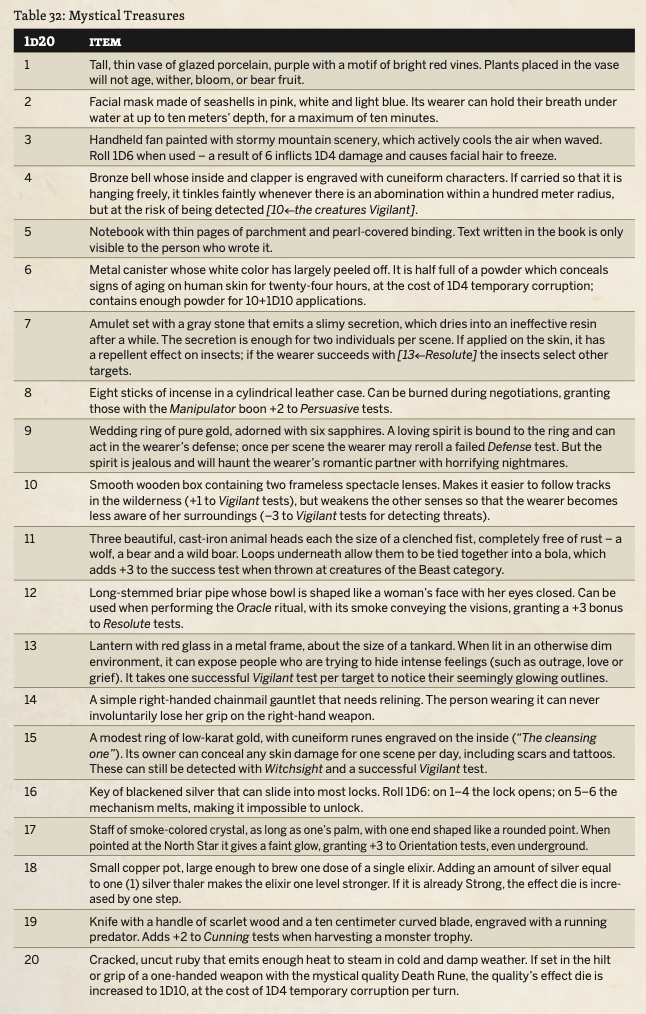 Table 32: Mystical Treasures
1D20 ITEM
1 Tall, thin vase of glazed porcelain, purple with a motif of bright red vines. Plants placed in the vase
will not age, wither, bloom, or bear fruit.
2 Facial mask made of seashells in pink, white and light blue. Its wearer can hold their breath under
water at up to ten meters’ depth, for a maximum of ten minutes.
3 Handheld fan painted with stormy mountain scenery, which actively cools the air when waved.
Roll 1D6 when used – a result of 6 inflicts 1D4 damage and causes facial hair to freeze.
4 Bronze bell whose inside and clapper is engraved with cuneiform characters. If carried so that it is
hanging freely, it tinkles faintly whenever there is an abomination within a hundred meter radius,
but at the risk of being detected [10←the creatures Vigilant].
5 Notebook with thin pages of parchment and pearl-covered binding. Text written in the book is only
visible to the person who wrote it.
6 Metal canister whose white color has largely peeled off. It is half full of a powder which conceals
signs of aging on human skin for twenty-four hours, at the cost of 1D4 temporary corruption;
contains enough powder for 10+1D10 applications.
7 Amulet set with a gray stone that emits a slimy secretion, which dries into an ineffective resin
after a while. The secretion is enough for two individuals per scene. If applied on the skin, it has
a repellent effect on insects; if the wearer succeeds with [13←Resolute] the insects select other
targets.
8 Eight sticks of incense in a cylindrical leather case. Can be burned during negotiations, granting
those with the Manipulator boon +2 to Persuasive tests.
9 Wedding ring of pure gold, adorned with six sapphires. A loving spirit is bound to the ring and can
act in the wearer’s defense; once per scene the wearer may reroll a failed Defense test. But the
spirit is jealous and will haunt the wearer’s romantic partner with horrifying nightmares.
10 Smooth wooden box containing two frameless spectacle lenses. Makes it easier to follow tracks
in the wilderness (+1 to Vigilant tests), but weakens the other senses so that the wearer becomes
less aware of her surroundings (–3 to Vigilant tests for detecting threats).
11 Three beautiful, cast-iron animal heads each the size of a clenched fist, completely free of rust – a
wolf, a bear and a wild boar. Loops underneath allow them to be tied together into a bola, which
adds +3 to the success test when thrown at creatures of the Beast category.
12 Long-stemmed briar pipe whose bowl is shaped like a woman’s face with her eyes closed. Can be
used when performing the Oracle ritual, with its smoke conveying the visions, granting a +3 bonus
to Resolute tests.
13 Lantern with red glass in a metal frame, about the size of a tankard. When lit in an otherwise dim
environment, it can expose people who are trying to hide intense feelings (such as outrage, love or
grief). It takes one successful Vigilant test per target to notice their seemingly glowing outlines.
14 A simple right-handed chainmail gauntlet that needs relining. The person wearing it can never
involuntarily lose her grip on the right-hand weapon.
15 A modest ring of low-karat gold, with cuneiform runes engraved on the inside (“The cleansing
one”). Its owner can conceal any skin damage for one scene per day, including scars and tattoos.
These can still be detected with Witchsight and a successful Vigilant test.
16 Key of blackened silver that can slide into most locks. Roll 1D6: on 1–4 the lock opens; on 5–6 the
mechanism melts, making it impossible to unlock.
17 Staff of smoke-colored crystal, as long as one’s palm, with one end shaped like a rounded point. When
pointed at the North Star it gives a faint glow, granting +3 to Orientation tests, even underground.
18 Small copper pot, large enough to brew one dose of a single elixir. Adding an amount of silver equal
to one (1) silver thaler makes the elixir one level stronger. If it is already Strong, the effect die is incre-
ased by one step.
19 Knife with a handle of scarlet wood and a ten centimeter curved blade, engraved with a running
predator. Adds +2 to Cunning tests when harvesting a monster trophy.
20 Cracked, uncut ruby that emits enough heat to steam in cold and damp weather. If set in the hilt
or grip of a one-handed weapon with the mystical quality Death Rune, the quality’s effect die is
increased to 1D10, at the cost of 1D4 temporary corruption per turn.